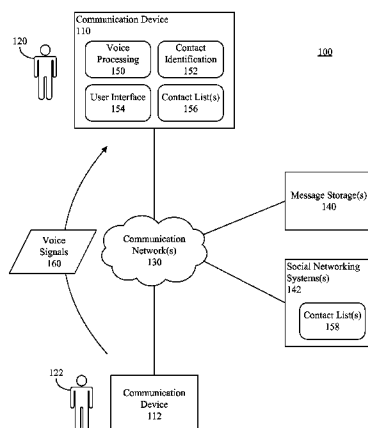 Communication Device
110
120
100
Voice
Processing
150
Contact
Identification
152
User Interface
154
Contact List(s)
156
Message Storage(s)
140
Voice
Signals
160
Communication
Network(s)
130
Social Networking
Systems(s)
142
Contact List(s)
158
122
Communication
Device
112